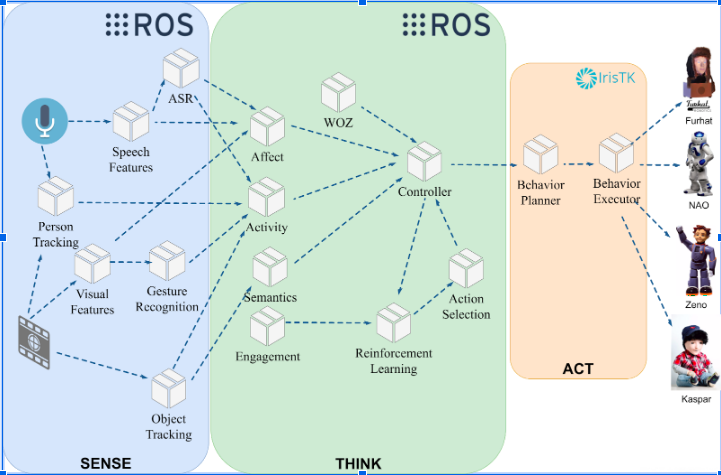 ROS
ROS
IrisTK
ASR
Speech
Features
WOZ
Affect
Person
Tracking
Visual
Features
Gesture
Recognition
Activity
Semantics
Engagement
Controller
Reinforcement
Learning
Action
Selection
Object
Tracking
Behavior
Planner
Behavior
Executor
Furhat
NAO
Zeno
Kaspar
SENSE
THINK
ACT